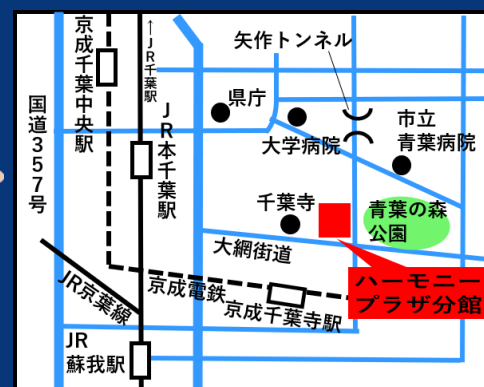 京成千葉中央駅
←JR千葉駅
矢作トンネル
国道357号
JR本千葉駅
県庁
大学病院
市立
青葉病院
千葉寺
青葉の森
公園
大網街道
ハーモニー
プラザ分館
JR京葉線
京成電鉄
京成千葉寺駅
JR
蘇我駅